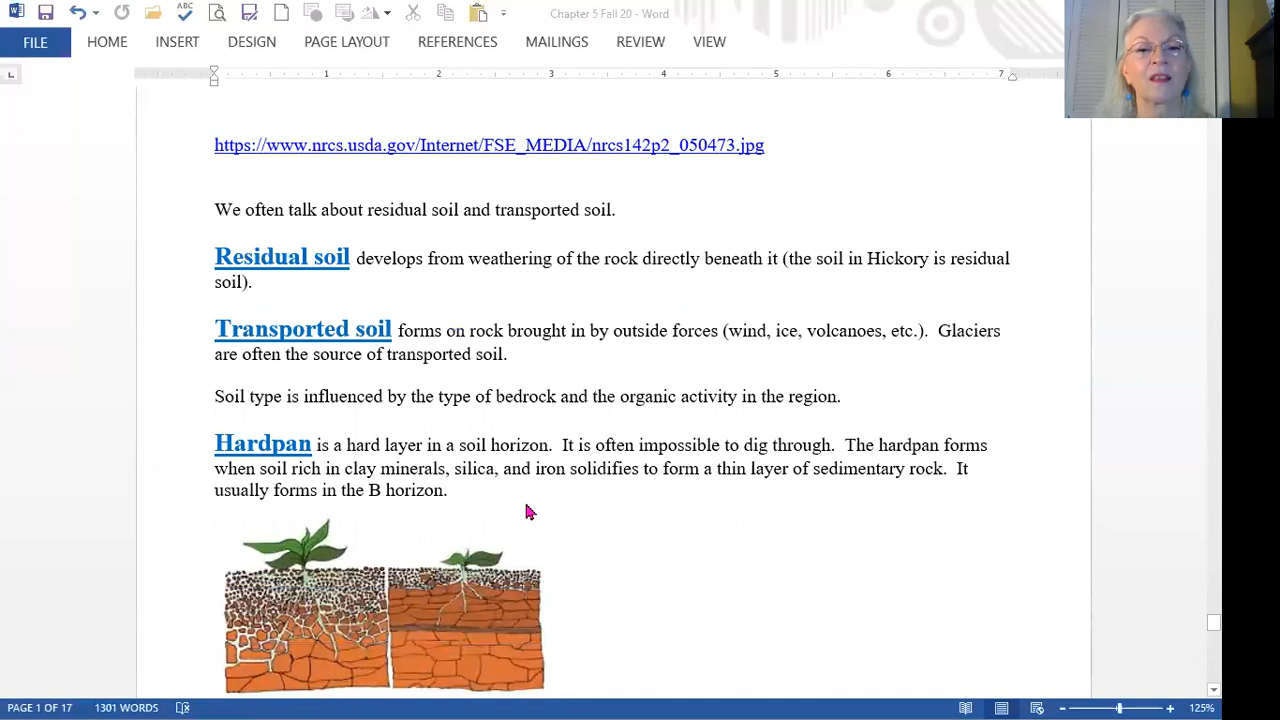 Chapter 5 Fall 20 - Word
FILE HOME INSERT DESIGN PAGE LAYOUT REFERENCES MAILINGS REVIEW VIEW
1 2 3 4 5 6 7
https://www.nrcs.usda.gov/Internet/FSE_MEDIA/nrcs142p2_050473.jpg
We often talk about residual soil and transported soil.
Residual soil develops from weathering of the rock directly beneath it (the soil in Hickory is residual
soil).
Transported soil forms on rock brought in by outside forces (wind, ice, volcanoes, etc.).  Glaciers
are often the source of transported soil.
Soil type is influenced by the type of bedrock and the organic activity in the region.
Hardpan is a hard layer in a soil horizon.  It is often impossible to dig through.  The hardpan forms
when soil rich in clay minerals, silica, and iron solidifies to form a thin layer of sedimentary rock.  It
usually forms in the B horizon.
PAGE 1 OF 17 1301 WORDS 125%